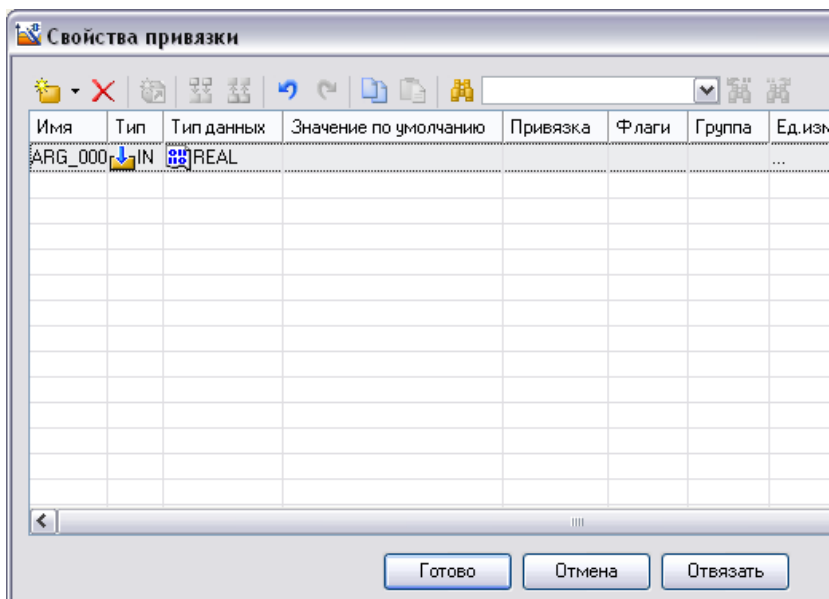 Свойства привязки
Имя Тип Тип данных Значение по умолчанию Привязка Флаги Группа Ед.изм
ARG_000 IN REAL ...
Готово Отмена Отвязать